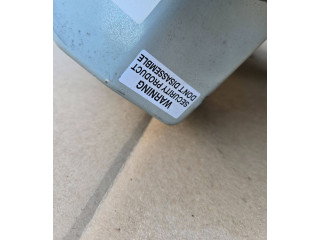 WARNING
SECURITY PRODUCT
DON'T DISASSEMBLE